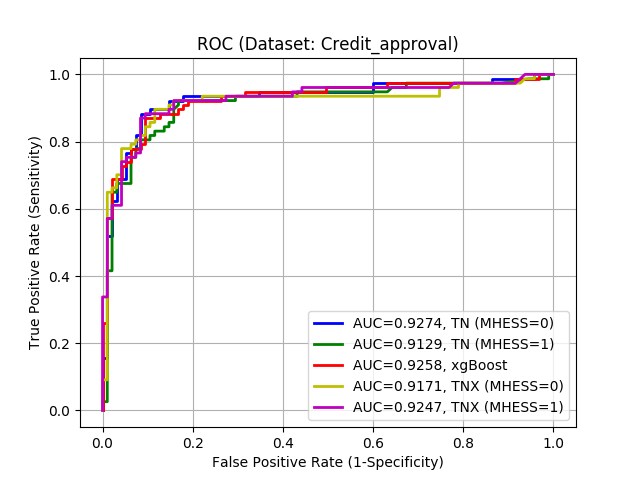 ROC (Dataset: Credit_approval)
True Positive Rate (Sensitivity)
1.0
0.8
0.6
0.4
0.2
0.0
AUC=0.9274, TN (MHESS=0)
AUC=0.9129, TN (MHESS=1)
AUC=0.9258, xgBoost
AUC=0.9171, TNX (MHESS=0)
AUC=0.9247, TNX (MHESS=1)
0.0 0.2 0.4 0.6 0.8 1.0
False Positive Rate (1-Specificity)